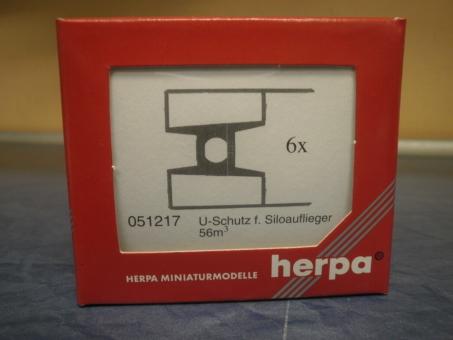 6x
051217 U-Schutz f. Siloauflieger
56m³
HERPA MINIATURMODELLE herpa®